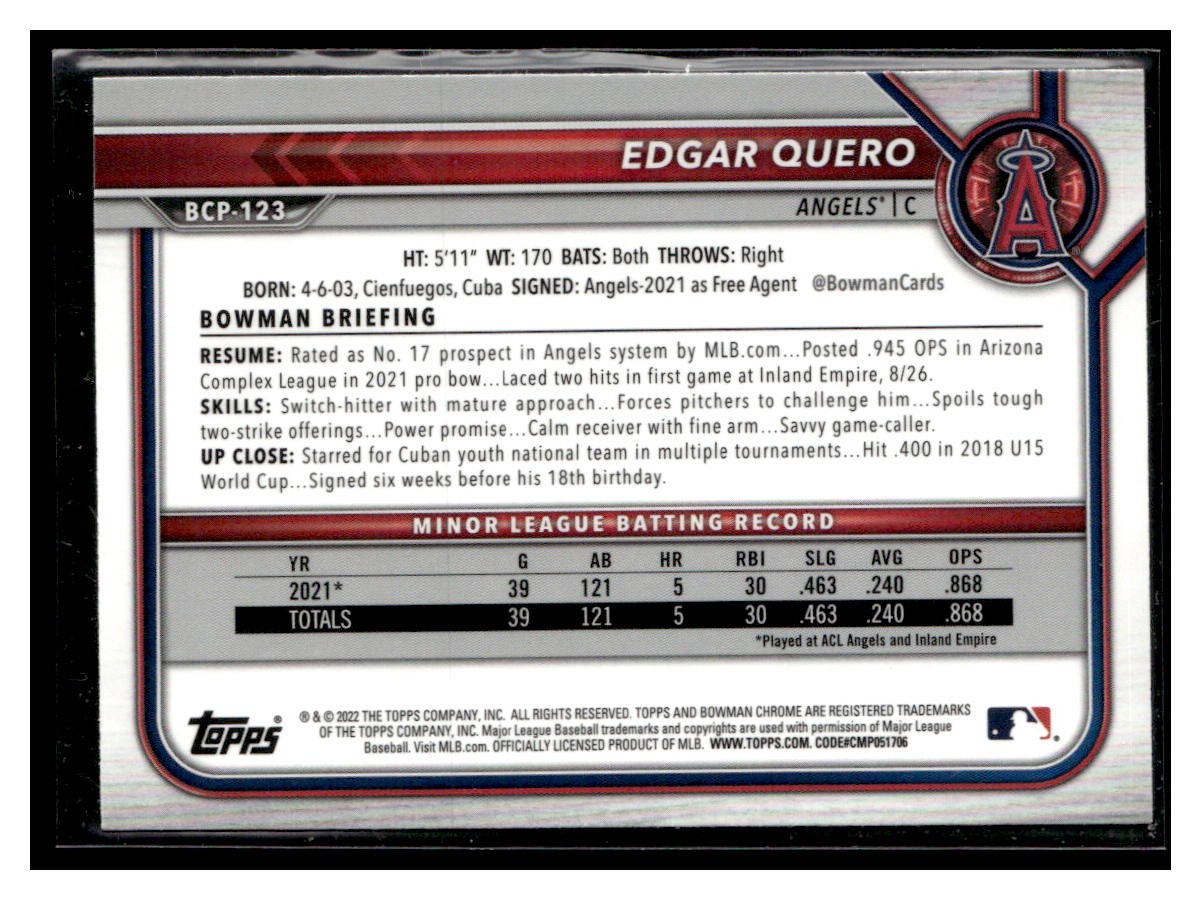 EDGAR QUERO
BCP-123
ANGELS® | C
A
HT: 5'11" WT: 170 BATS: Both THROWS: Right
BORN: 4-6-03, Cienfuegos, Cuba SIGNED: Angels-2021 as Free Agent @BowmanCards
BOWMAN BRIEFING
RESUME: Rated as No. 17 prospect in Angels system by MLB.com...Posted .945 OPS in Arizona
Complex League in 2021 pro bow...Laced two hits in first game at Inland Empire, 8/26.
SKILLS: Switch-hitter with mature approach...Forces pitchers to challenge him...Spoils tough
two-strike offerings...Power promise...Calm receiver with fine arm...Savvy game-caller.
UP CLOSE: Starred for Cuban youth national team in multiple tournaments...Hit .400 in 2018 U15
World Cup...Signed six weeks before his 18th birthday.
MINOR LEAGUE BATTING RECORD
YR G AB HR RBI SLG AVG OPS
2021* 39 121 5 30 .463 .240 .868
TOTALS 39 121 5 30 .463 .240 .868
*Played at ACL Angels and Inland Empire
Topps®
® & © 2022 THE TOPPS COMPANY, INC. ALL RIGHTS RESERVED. TOPPS AND BOWMAN CHROME ARE REGISTERED TRADEMARKS
OF THE TOPPS COMPANY, INC. Major League Baseball trademarks and copyrights are used with permission of Major League
Baseball. Visit MLB.com. OFFICIALLY LICENSED PRODUCT OF MLB. WWW.TOPPS.COM. CODE#CMP051706